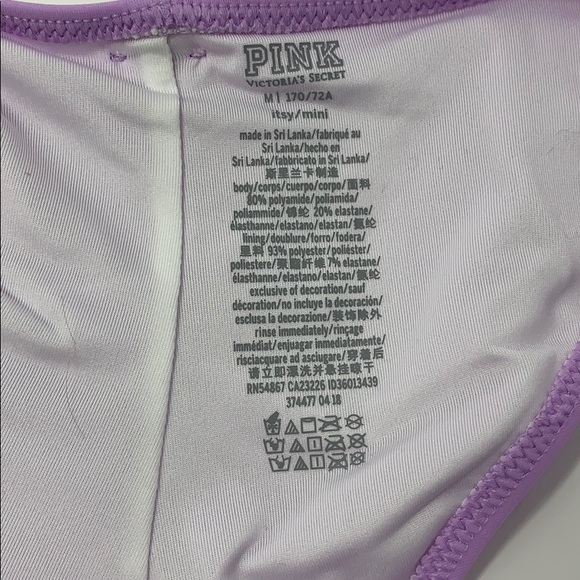 PINK
VICTORIA'S SECRET
M | 170/72A
itsy/mini
made in Sri Lanka/fabriqué au
Sri Lanka/hecho en
Sri Lanka/fabbricato in Sri Lanka/
斯里兰卡制造
body/corps/cuerpo/corpo/面料
80% polyamide/poliamida/
poliammide/锦纶 20% elastane/
élasthanne/elastano/elastan/氨纶
lining/doublure/forro/fodera/
里料 93% polyester/poliéster/
poliestere/聚酯纤维 7% elastane/
élasthanne/elastano/elastan/氨纶
exclusive of decoration/sauf
décoration/no incluye la decoración/
esclusa la decorazione/装饰除外
rinse immediately/rinçage
immédiat/enjuagar inmediatamente/
risciacquare ad asciugare/穿着后
请立即漂洗并悬挂晾干
RN54867 CA23226 ID36013439
374477 04 18